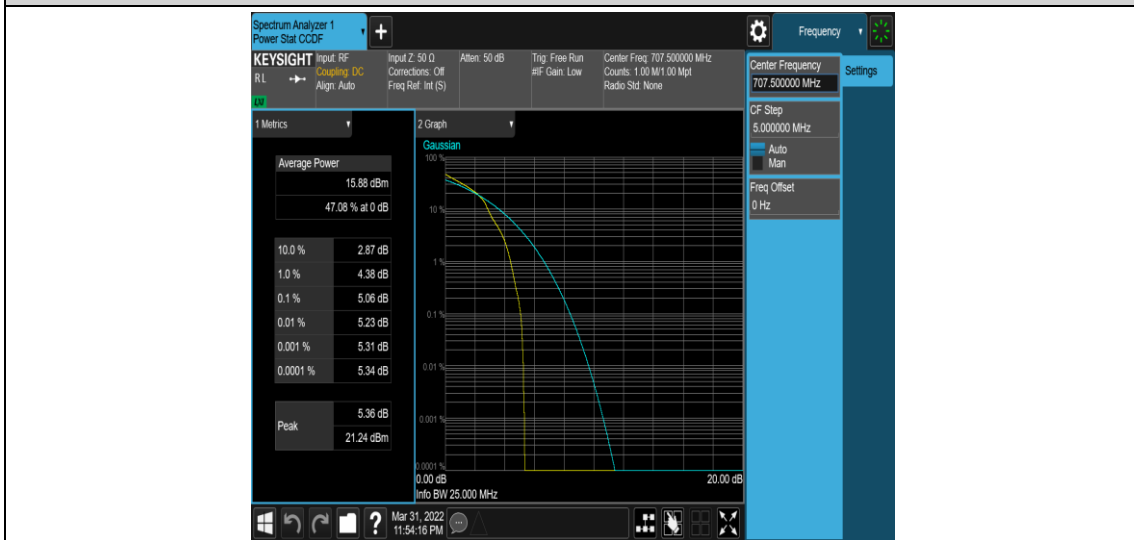 Spectrum Analyzer 1
Power Stat CCDF
+
Frequency
KEYSIGHT
RL
LXI
Input: RF
Coupling: DC
Align: Auto
Input Z: 50 Ω
Corrections: Off
Freq Ref: Int (S)
Atten: 50 dB
Trig: Free Run
#IF Gain: Low
Center Freq: 707.500000 MHz
Counts: 1.00 M/1.00 Mpt
Radio Std: None
Center Frequency
707.500000 MHz
Settings
CF Step
5.000000 MHz
Auto
Man
Freq Offset
0 Hz
1 Metrics
Average Power
15.88 dBm
47.08 % at 0 dB
10.0 % 2.87 dB
1.0 % 4.38 dB
0.1 % 5.06 dB
0.01 % 5.23 dB
0.001 % 5.31 dB
0.0001 % 5.34 dB
Peak 5.36 dB
21.24 dBm
2 Graph
Gaussian
100 %
10 %
1 %
0.1 %
0.01 %
0.001 %
0.0001 %
0.00 dB 20.00 dB
Info BW 25.000 MHz
?
Mar 31, 2022
11:54:16 PM